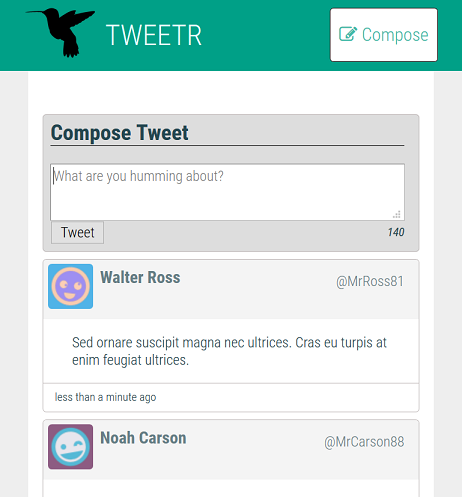 TWEETR
Compose
Compose Tweet
What are you humming about?
Tweet
140
Walter Ross
@MrRoss81
Sed ornare suscipit magna nec ultrices. Cras eu turpis at
enim feugiat ultrices.
less than a minute ago
Noah Carson
@MrCarson88